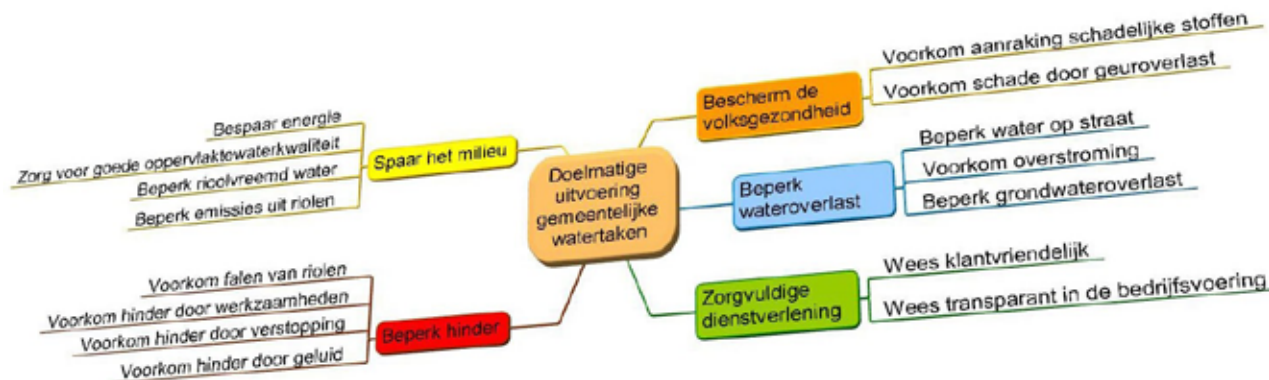 Doelmatige
uitvoering
gemeentelijke
watertaken
Bescherm de
volksgezondheid
Voorkom aanraking schadelijke stoffen
Voorkom schade door geuroverlast
Beperk
wateroverlast
Beperk water op straat
Voorkom overstroming
Beperk grondwateroverlast
Zorgvuldige
dienstverlening
Wees klantvriendelijk
Wees transparant in de bedrijfsvoering
Spaar het milieu
Bespaar energie
Zorg voor goede oppervlaktewaterkwaliteit
Beperk rioolvreemd water
Beperk emissies uit riolen
Beperk hinder
Voorkom falen van riolen
Voorkom hinder door werkzaamheden
Voorkom hinder door verstopping
Voorkom hinder door geluid